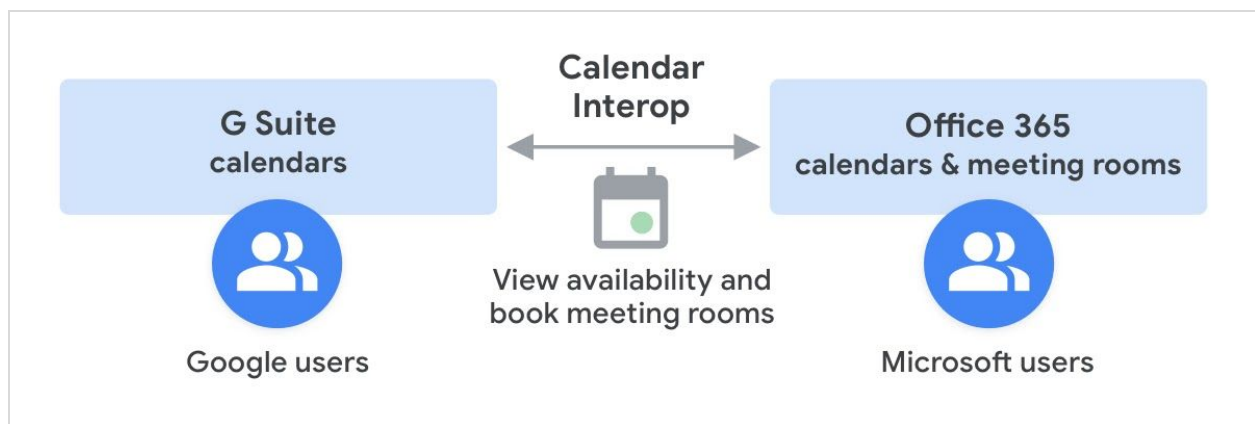 Calendar
Interop
G Suite
calendars
Office 365
calendars & meeting rooms
View availability and
book meeting rooms
Google users
Microsoft users